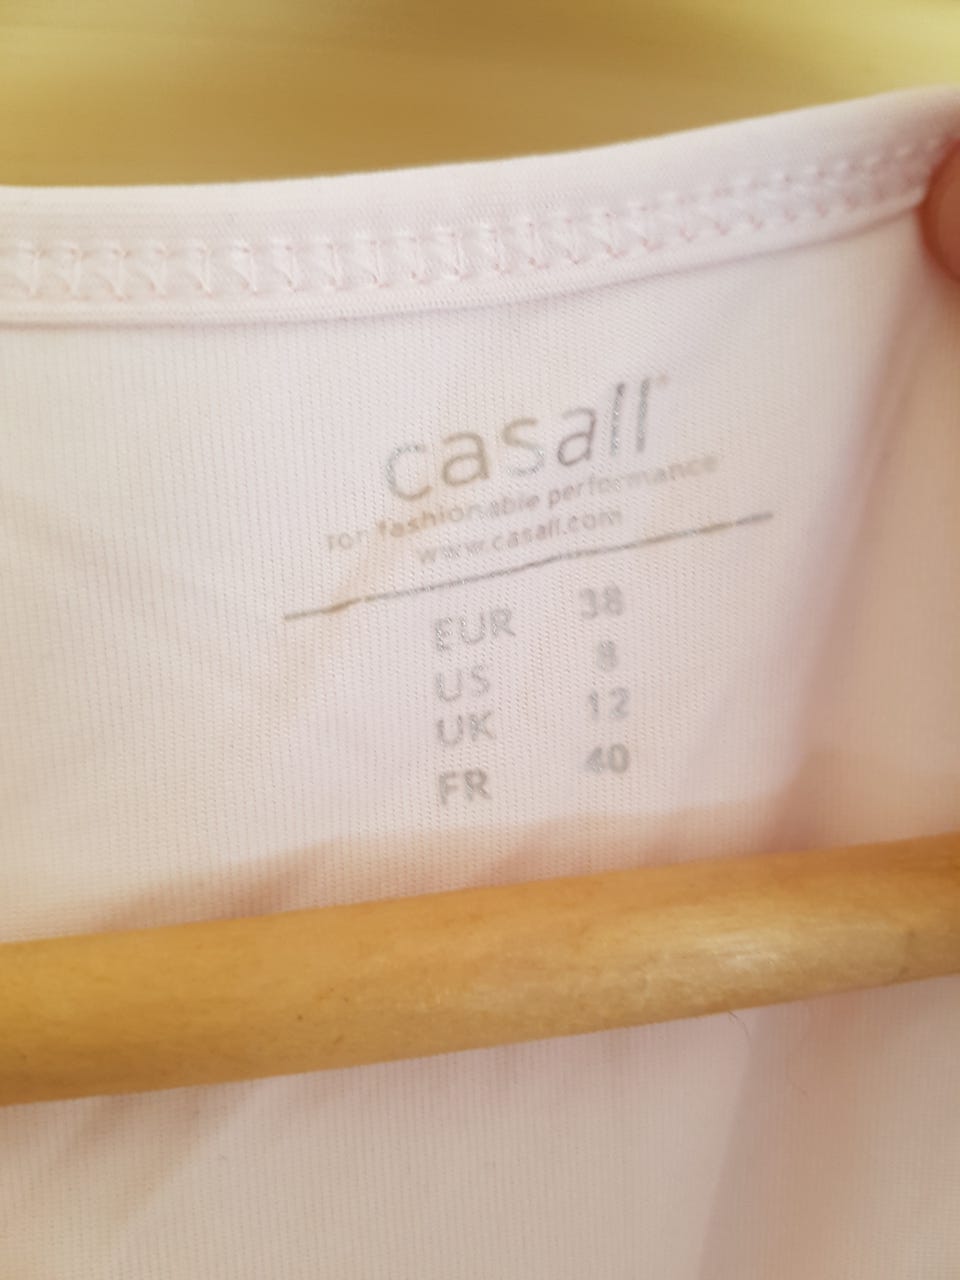 casall®
for fashionable performance
www.casall.com
EUR 38
US 8
UK 12
FR 40